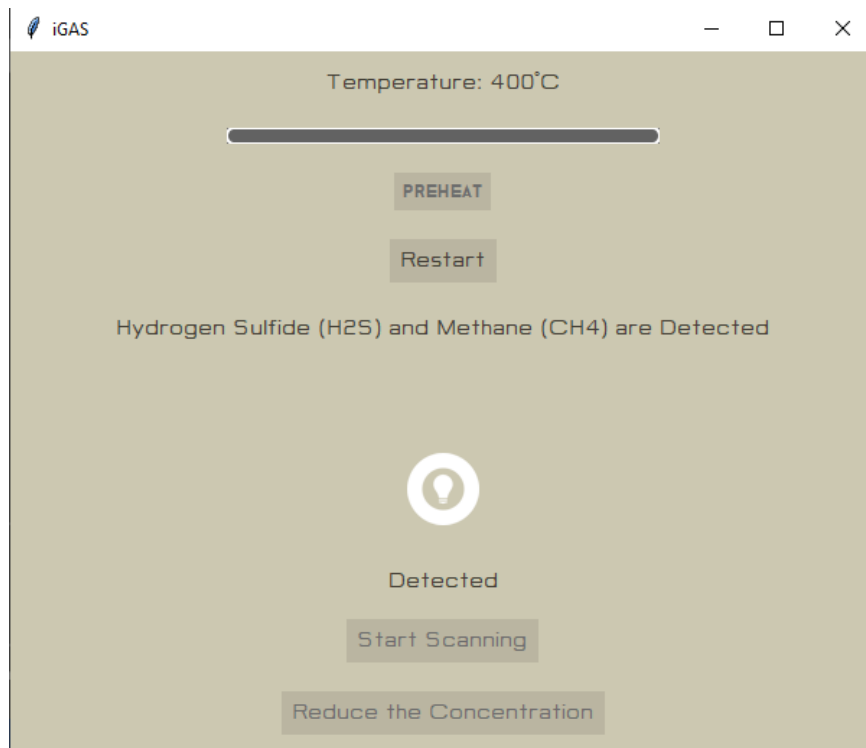 iGAS
Temperature: 400°C
PREHEAT
Restart
Hydrogen Sulfide (H2S) and Methane (CH4) are Detected
Detected
Start Scanning
Reduce the Concentration